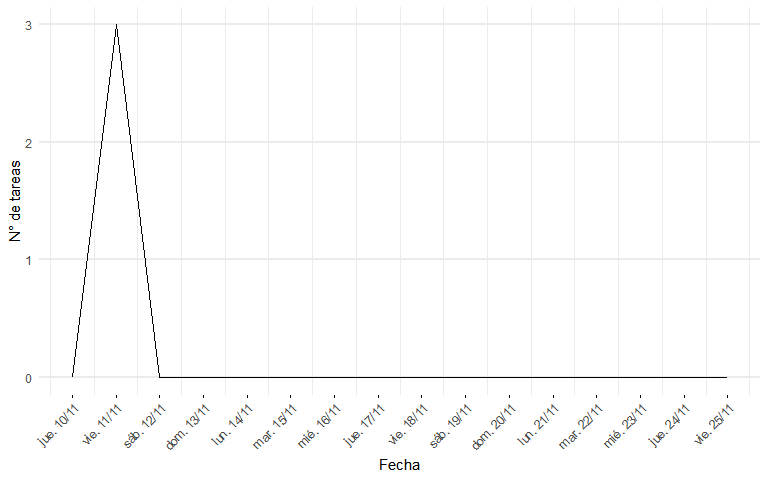 3
2
1
0
N° de tareas
jue. 10/11
vie. 11/11
sáb. 12/11
dom. 13/11
lun. 14/11
mar. 15/11
mié. 16/11
jue. 17/11
vie. 18/11
sáb. 19/11
dom. 20/11
lun. 21/11
mar. 22/11
mié. 23/11
jue. 24/11
vie. 25/11
Fecha